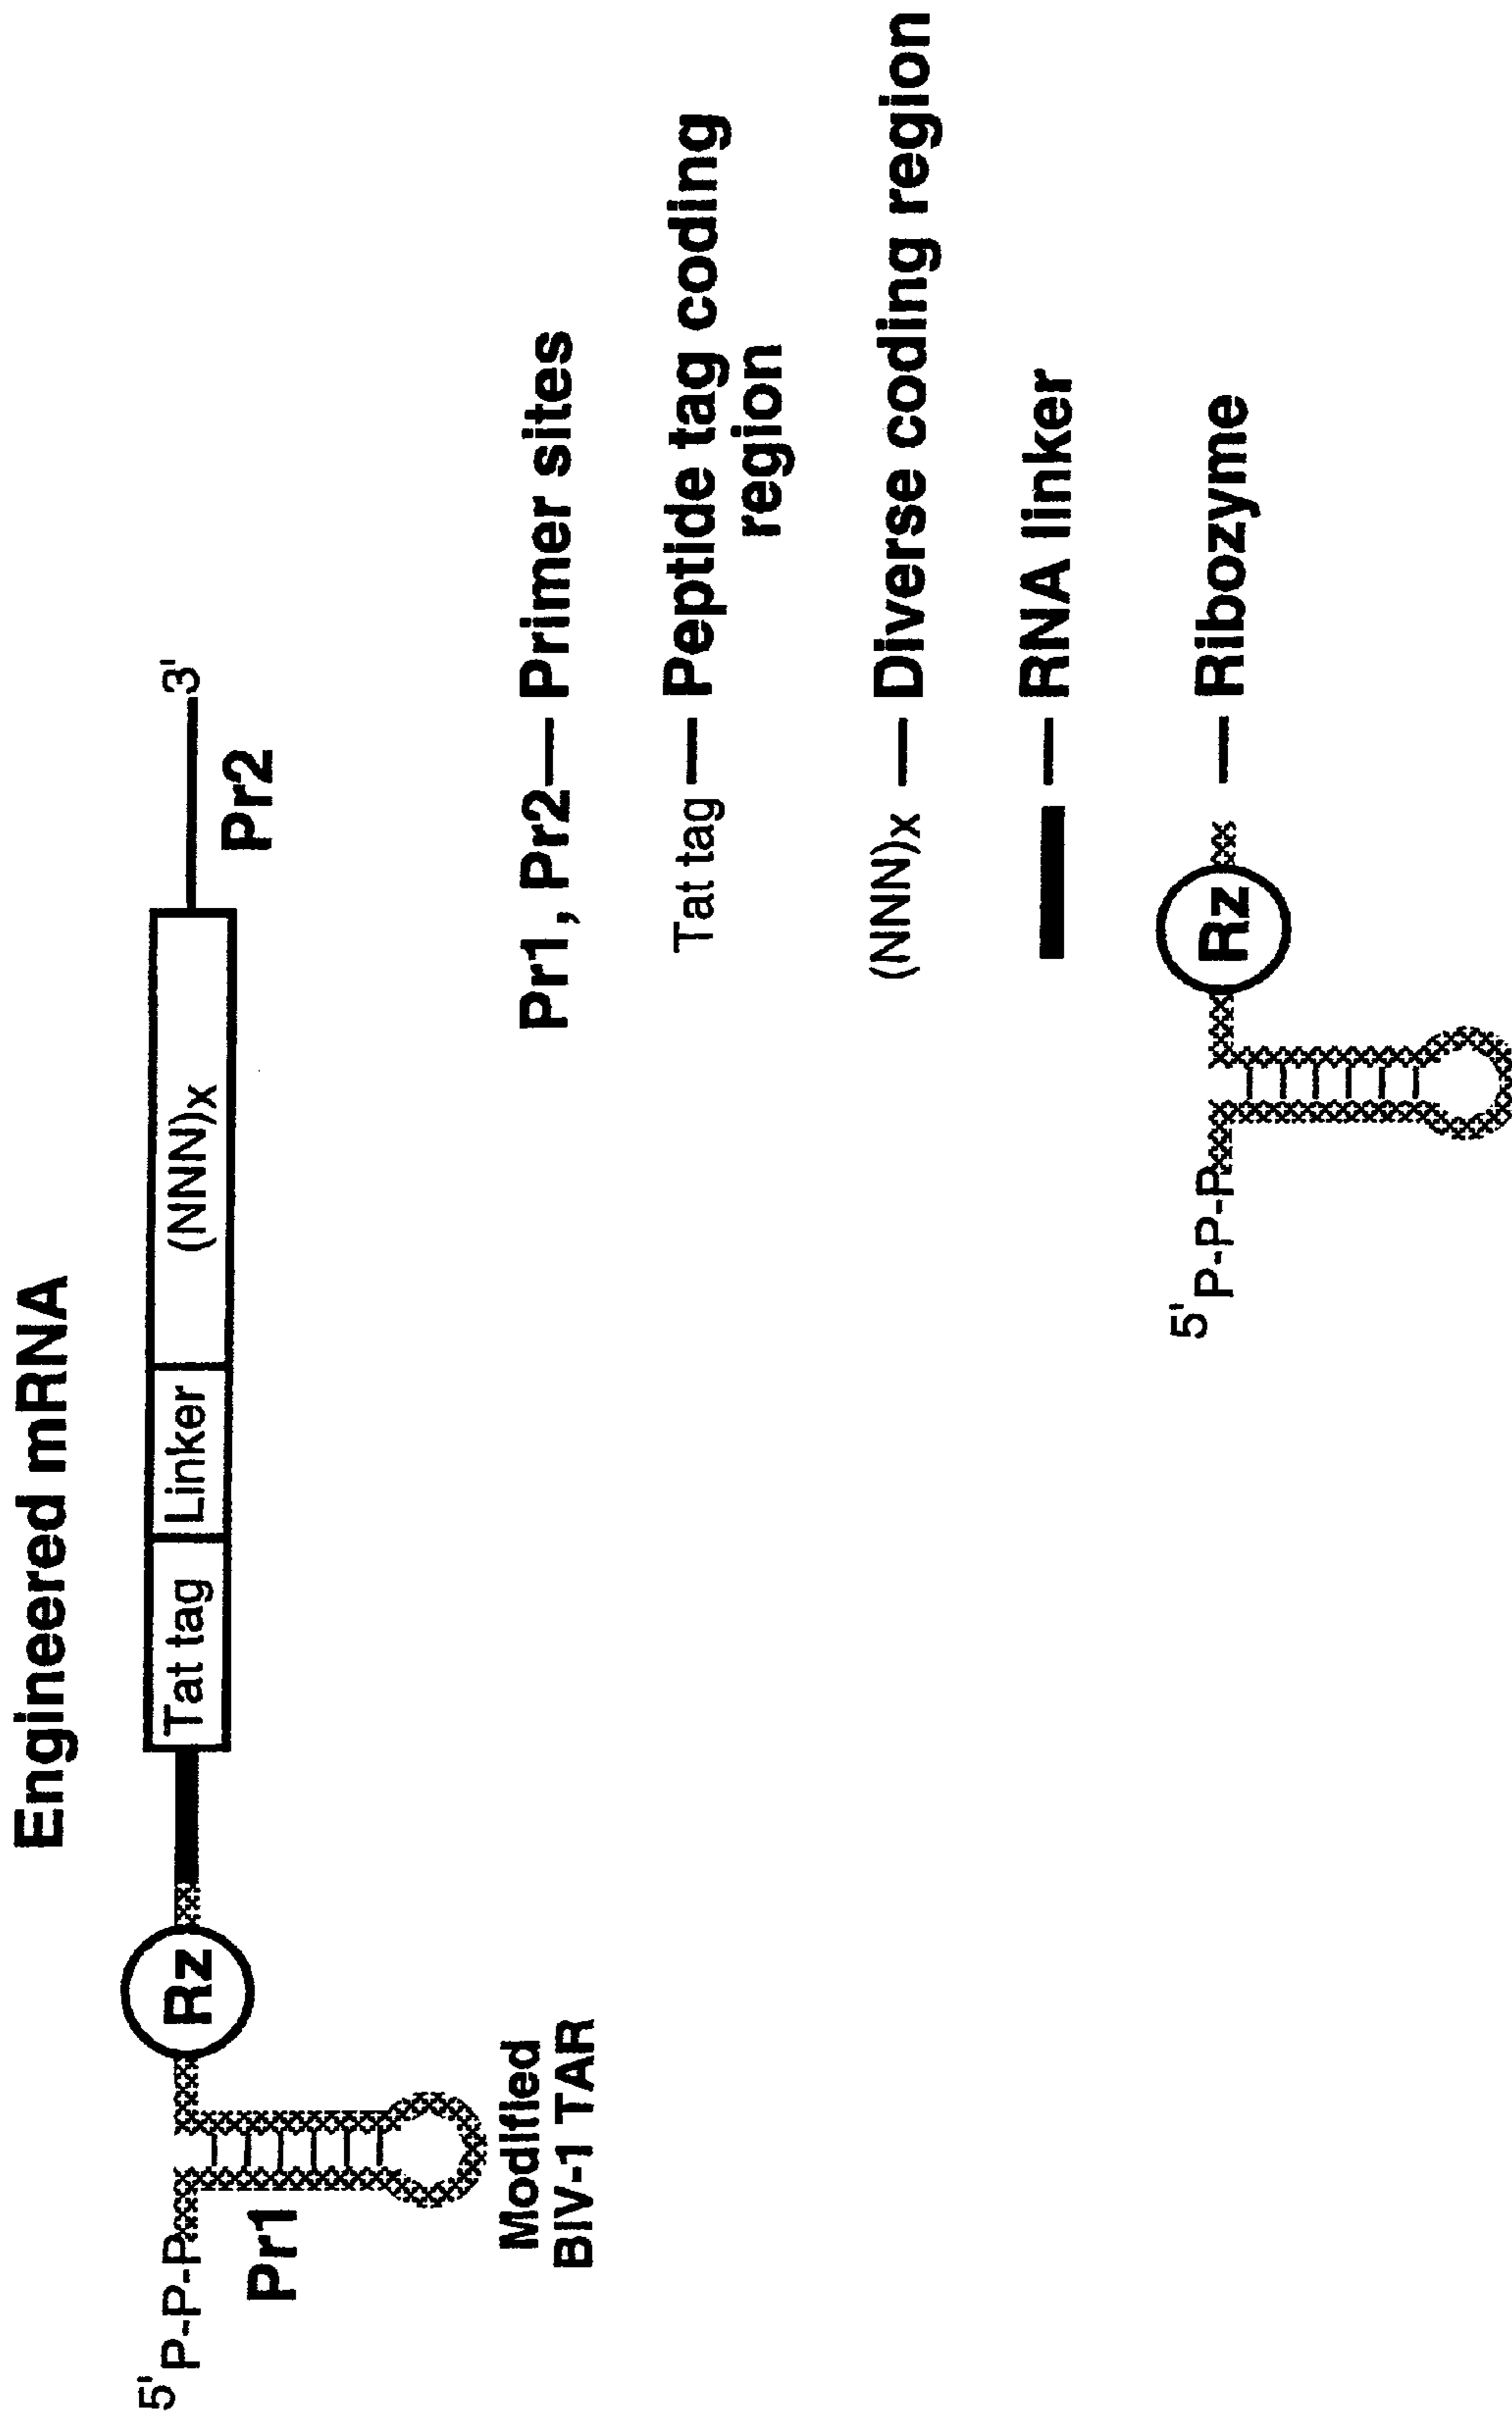 Engineered mRNA
5' P-P-P
Rz
Tat tag
Linker
(NNN)x
3'
Pr1
Pr2
Modified
BIV-1 TAR
Pr1, Pr2 — Primer sites
Tat tag — Peptide tag coding
region
(NNN)x — Diverse coding region
— RNA linker
5' P-P-P
Rz
— Ribozyme